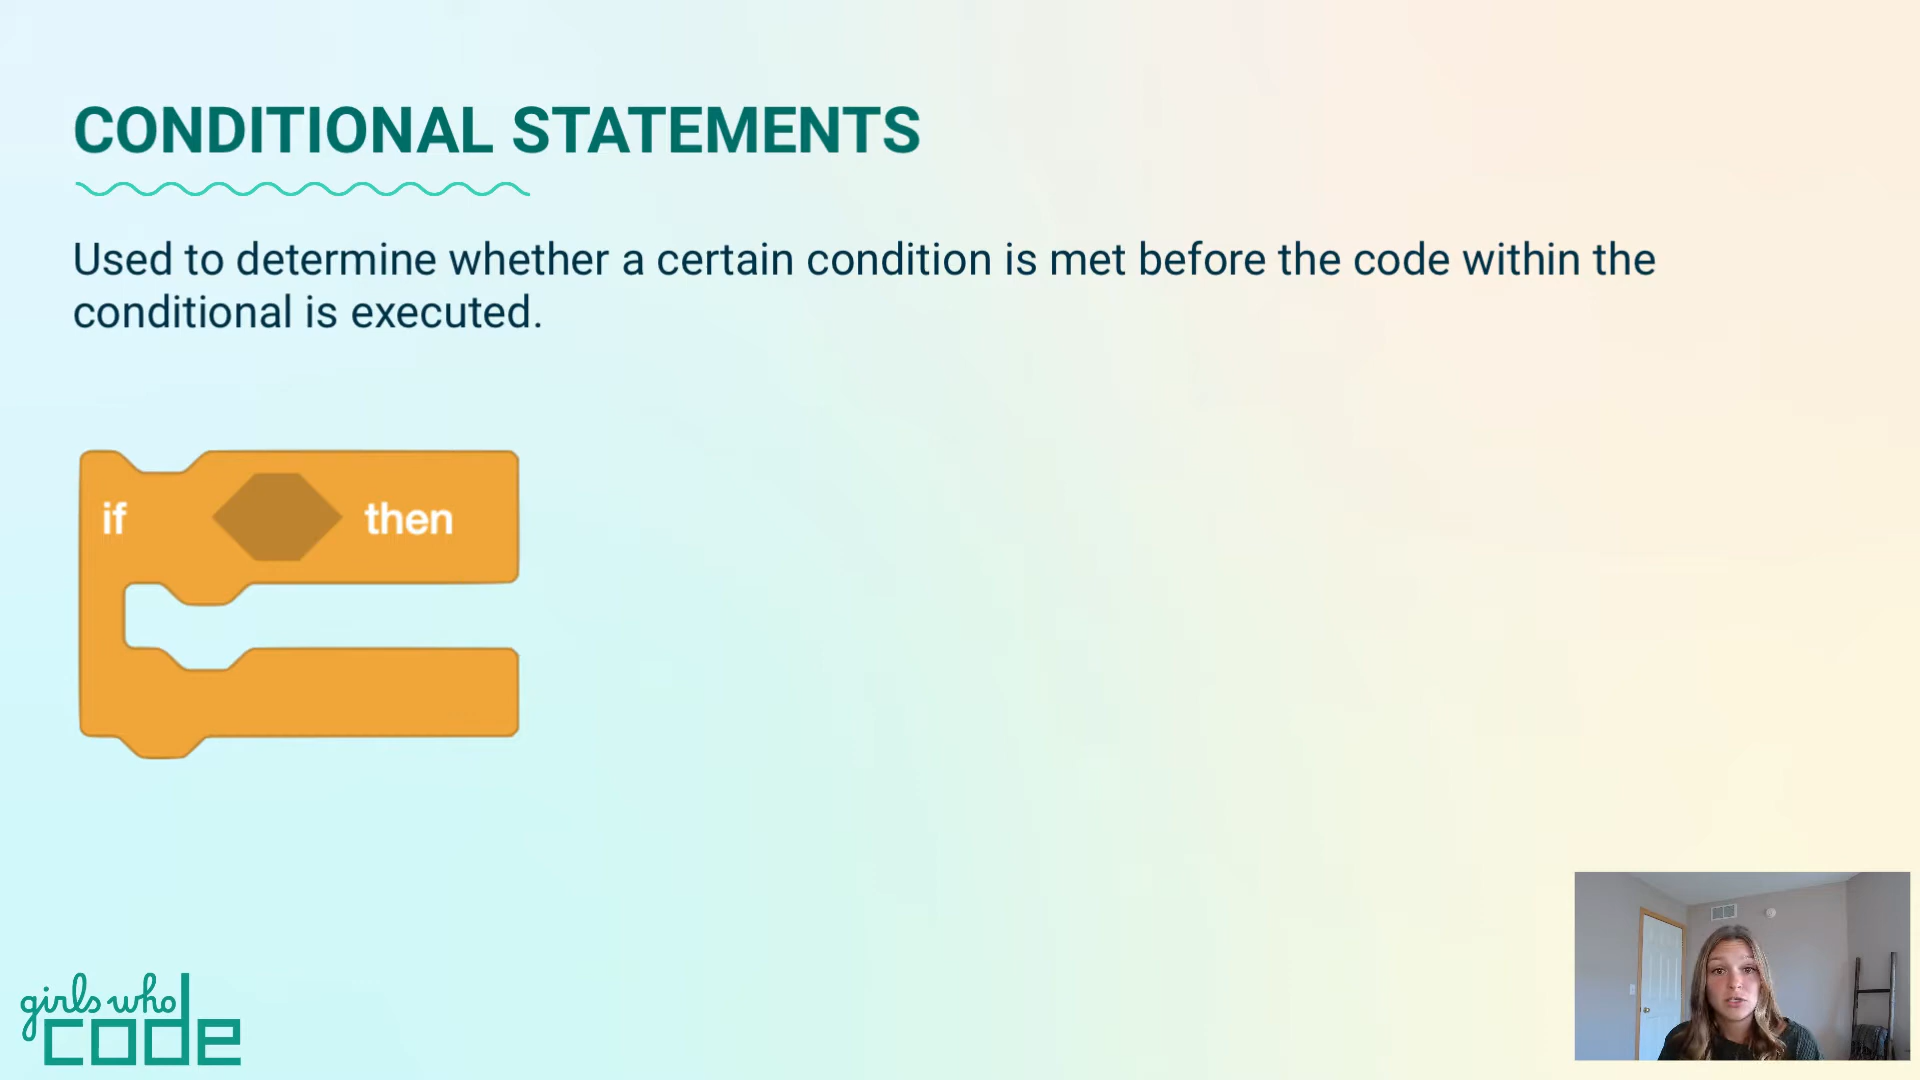 CONDITIONAL STATEMENTS
Used to determine whether a certain condition is met before the code within the
conditional is executed.
if then
girls who
code